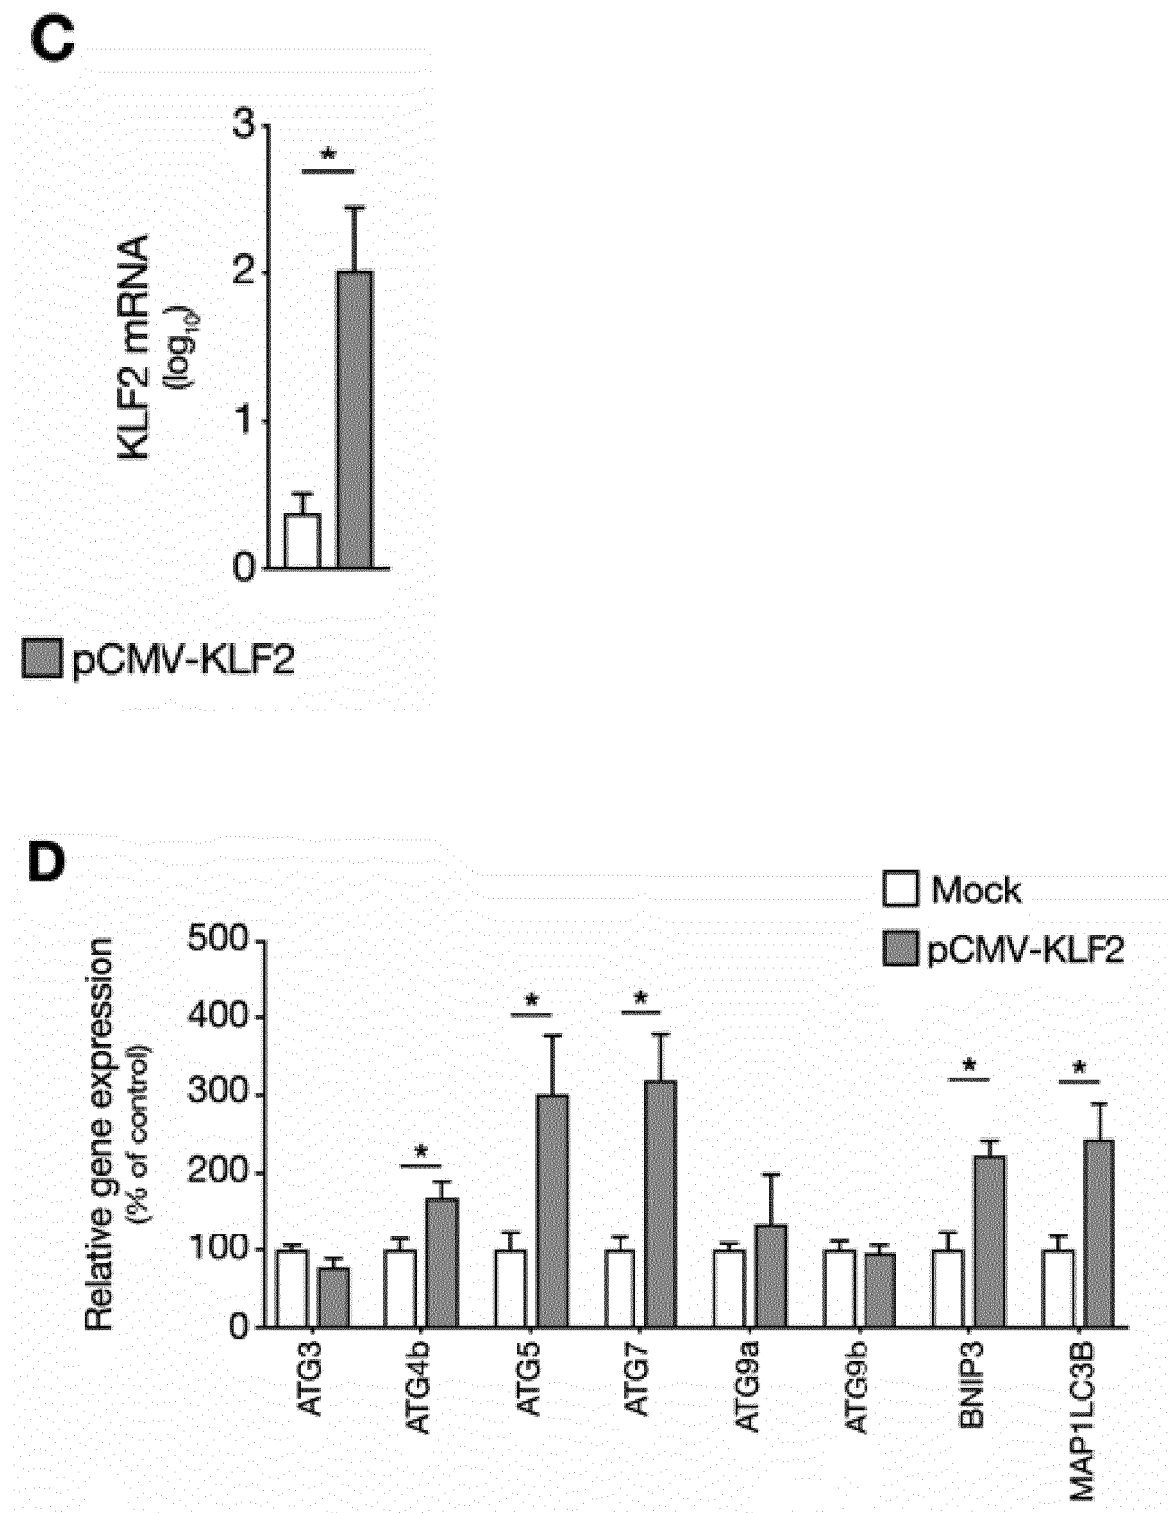 C
3
*
2
1
0
KLF2 mRNA
(log10)
pCMV-KLF2
D
Mock
pCMV-KLF2
500
400
300
200
100
0
Relative gene expression
(% of control)
*
*
*
*
*
ATG3
ATG4b
ATG5
ATG7
ATG9a
ATG9b
BNIP3
MAP1LC3B